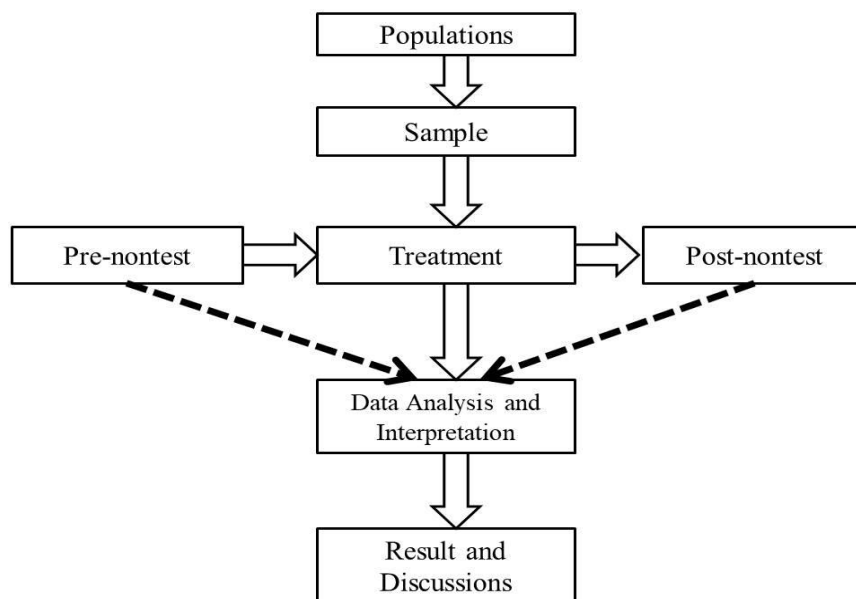 Populations
Sample
Pre-nontest
Treatment
Post-nontest
Data Analysis and
Interpretation
Result and
Discussions